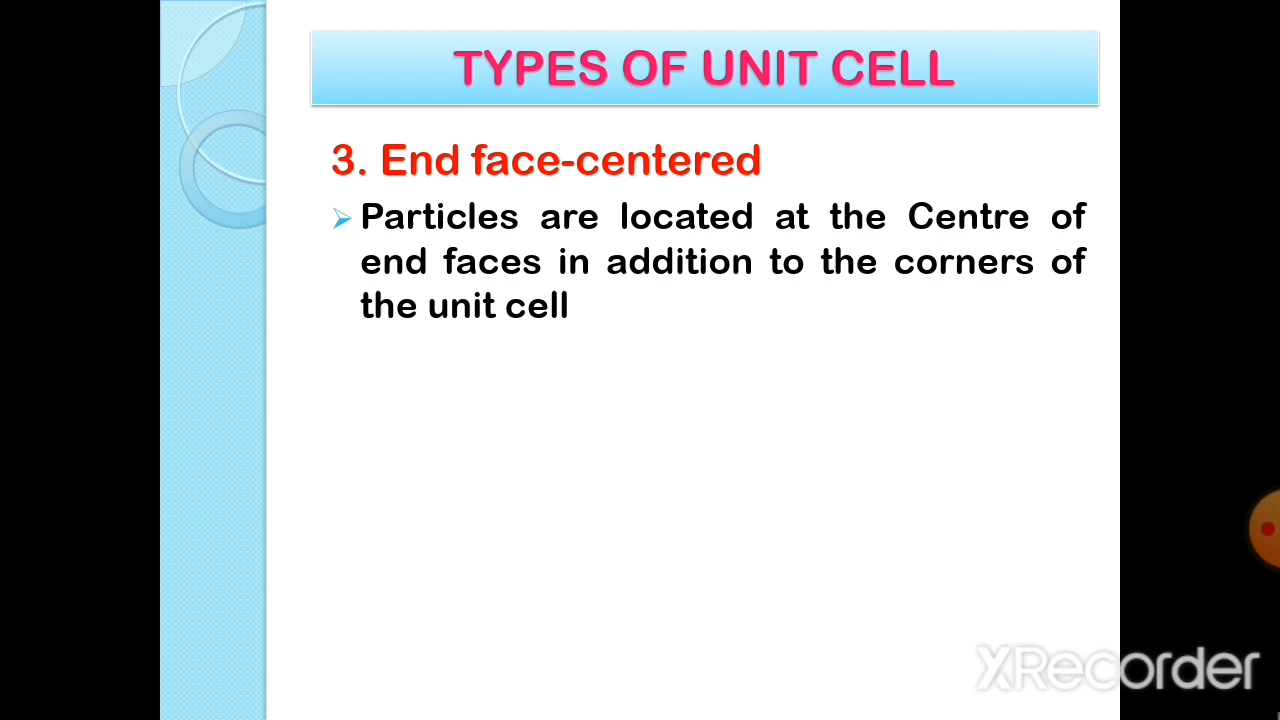 TYPES OF UNIT CELL
3. End face-centered
Particles are located at the Centre of
end faces in addition to the corners of
the unit cell
XRecorder